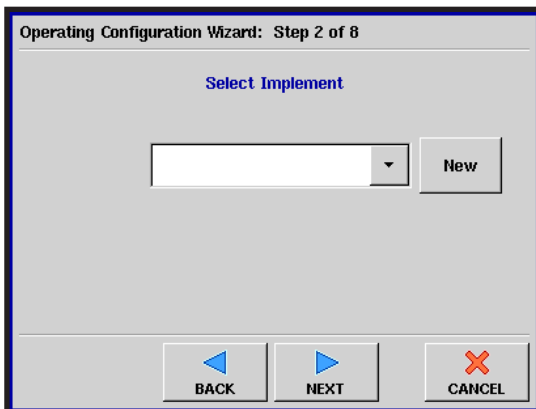 Operating Configuration Wizard: Step 2 of 8
Select Implement
New
BACK
NEXT
CANCEL